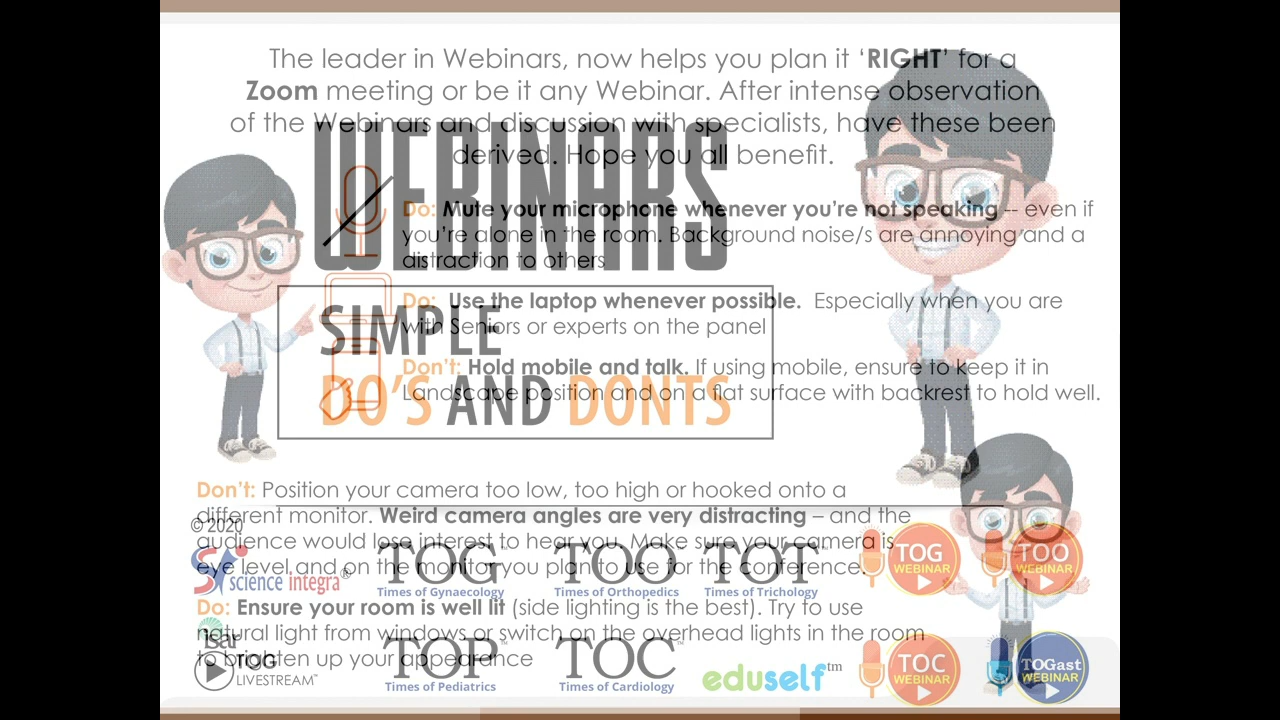 The leader in Webinars, now helps you plan it ‘RIGHT’ for a
Zoom meeting or be it any Webinar. After intense observation
of the Webinars and discussion with specialists, have these been
derived. Hope you all benefit.
WEBINARS
Do: Mute your microphone whenever you’re not speaking -- even if
you’re alone in the room. Background noise/s are annoying and a
distraction to others
Do: Use the laptop whenever possible. Especially when you are
with Seniors or experts on the panel
SIMPLE
Don’t: Hold mobile and talk. If using mobile, ensure to keep it in
Landscape position and on a flat surface with backrest to hold well.
DO’S AND DONTS
Don’t: Position your camera too low, too high or hooked onto a
different monitor. Weird camera angles are very distracting – and the
audience would lose interest to hear you. Make sure your camera is
eye level and on the monitor you plan to use for the conference.
© 2020
science integra®
TOG™
Times of Gynaecology
TOO™
Times of Orthopedics
TOT™
Times of Trichology
TOG
WEBINAR
TOO
WEBINAR
Do: Ensure your room is well lit (side lighting is the best). Try to use
natural light from windows or switch on the overhead lights in the room
to brighten up your appearance
TOG
LIVESTREAM™
TOP™
Times of Pediatrics
TOC™
Times of Cardiology
eduself™
TOC
WEBINAR
TOGast
WEBINAR